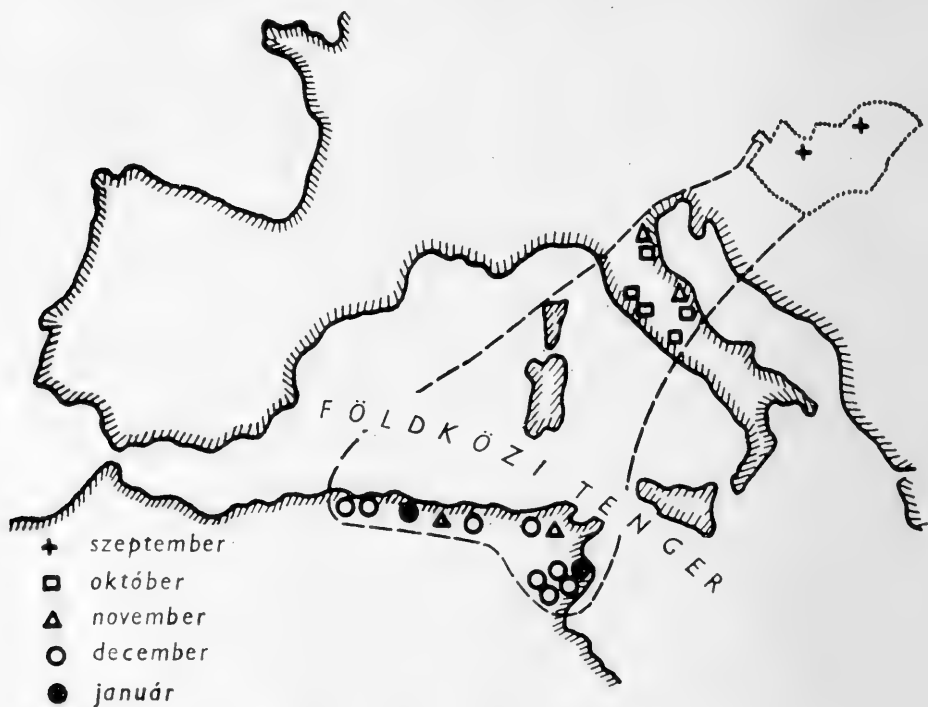 FÖLDKÖZI TENGER
szeptember
október
november
december
január